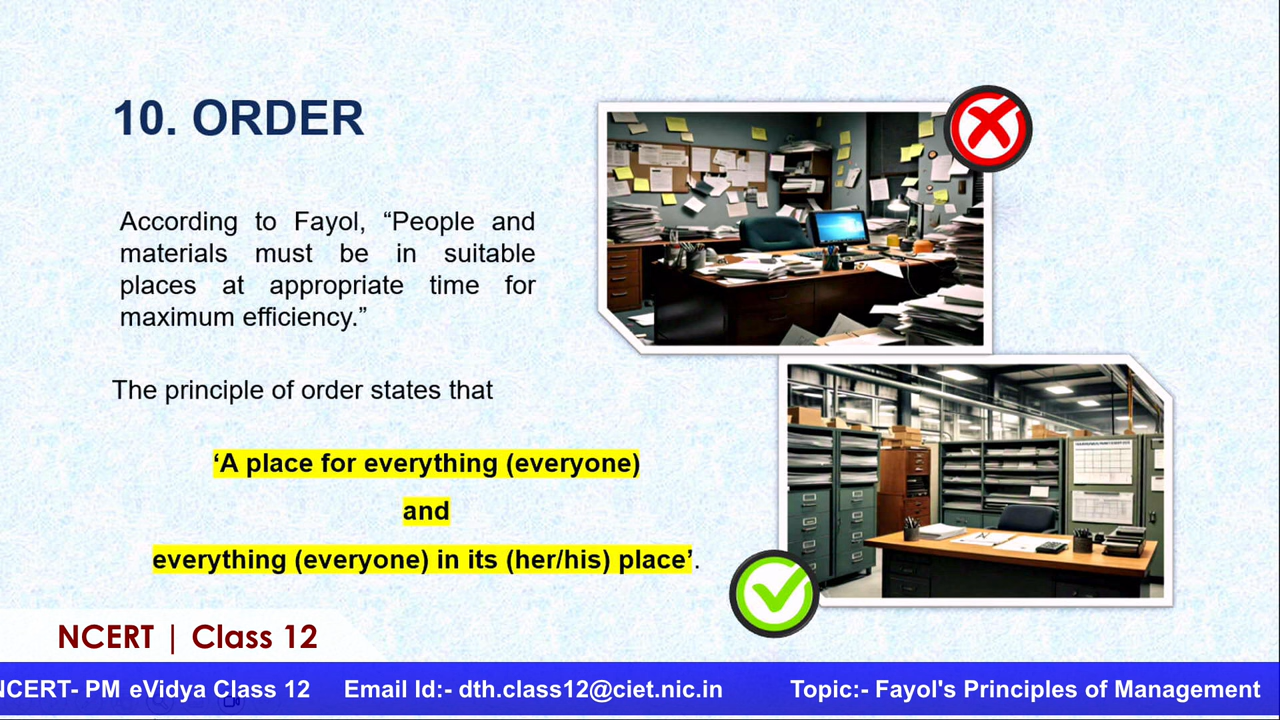 10. ORDER
According to Fayol, “People and
materials must be in suitable
places at appropriate time for
maximum efficiency.”
The principle of order states that
‘A place for everything (everyone)
and
everything (everyone) in its (her/his) place’.
NCERT | Class 12
NCERT- PM eVidya Class 12 Email Id:- dth.class12@ciet.nic.in Topic:- Fayol's Principles of Management